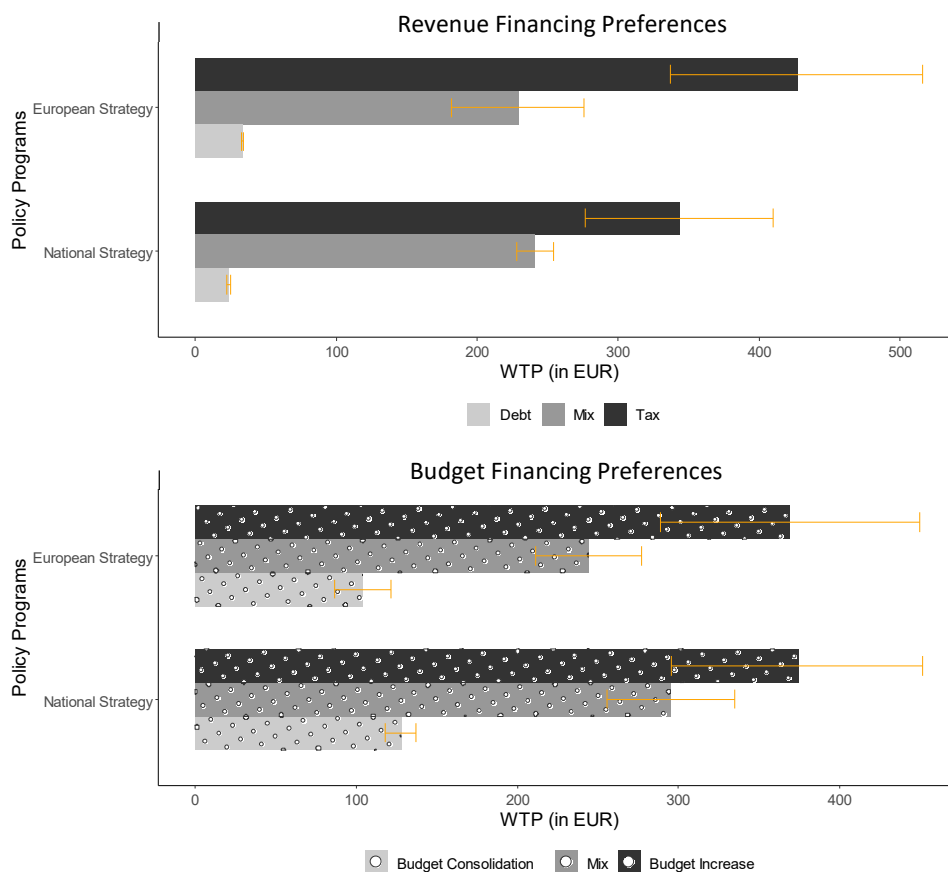 Revenue Financing Preferences
Policy Programs
European Strategy
National Strategy
0 100 200 300 400 500
WTP (in EUR)
Debt Mix Tax
Budget Financing Preferences
Policy Programs
European Strategy
National Strategy
0 100 200 300 400
WTP (in EUR)
Budget Consolidation Mix Budget Increase